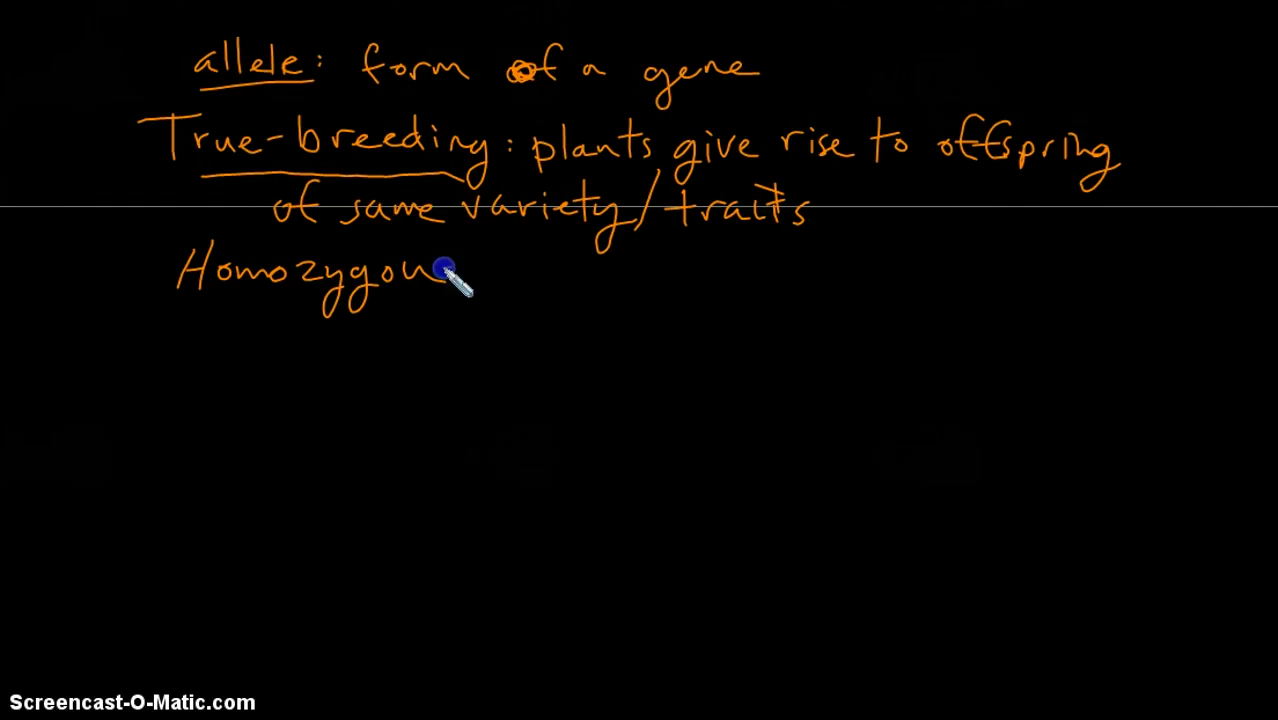 allele: form of a gene
True-breeding: plants give rise to offspring
of same variety/traits
Homozygou
Screencast-O-Matic.com